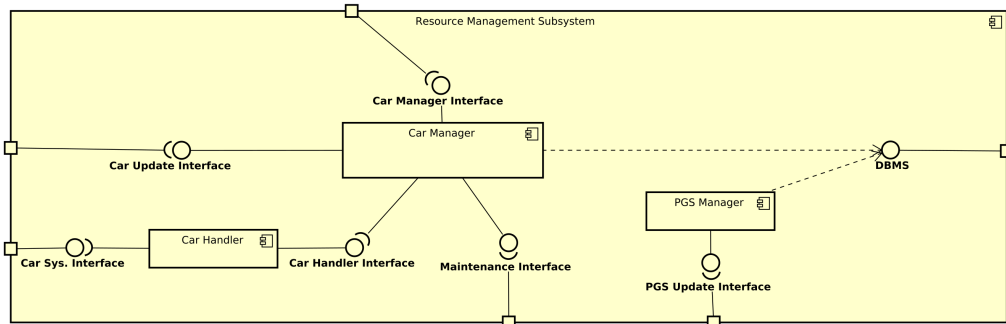 Resource Management Subsystem
Car Manager Interface
Car Manager
Car Update Interface
DBMS
PGS Manager
Car Handler
Car Sys. Interface
Car Handler Interface
Maintenance Interface
PGS Update Interface